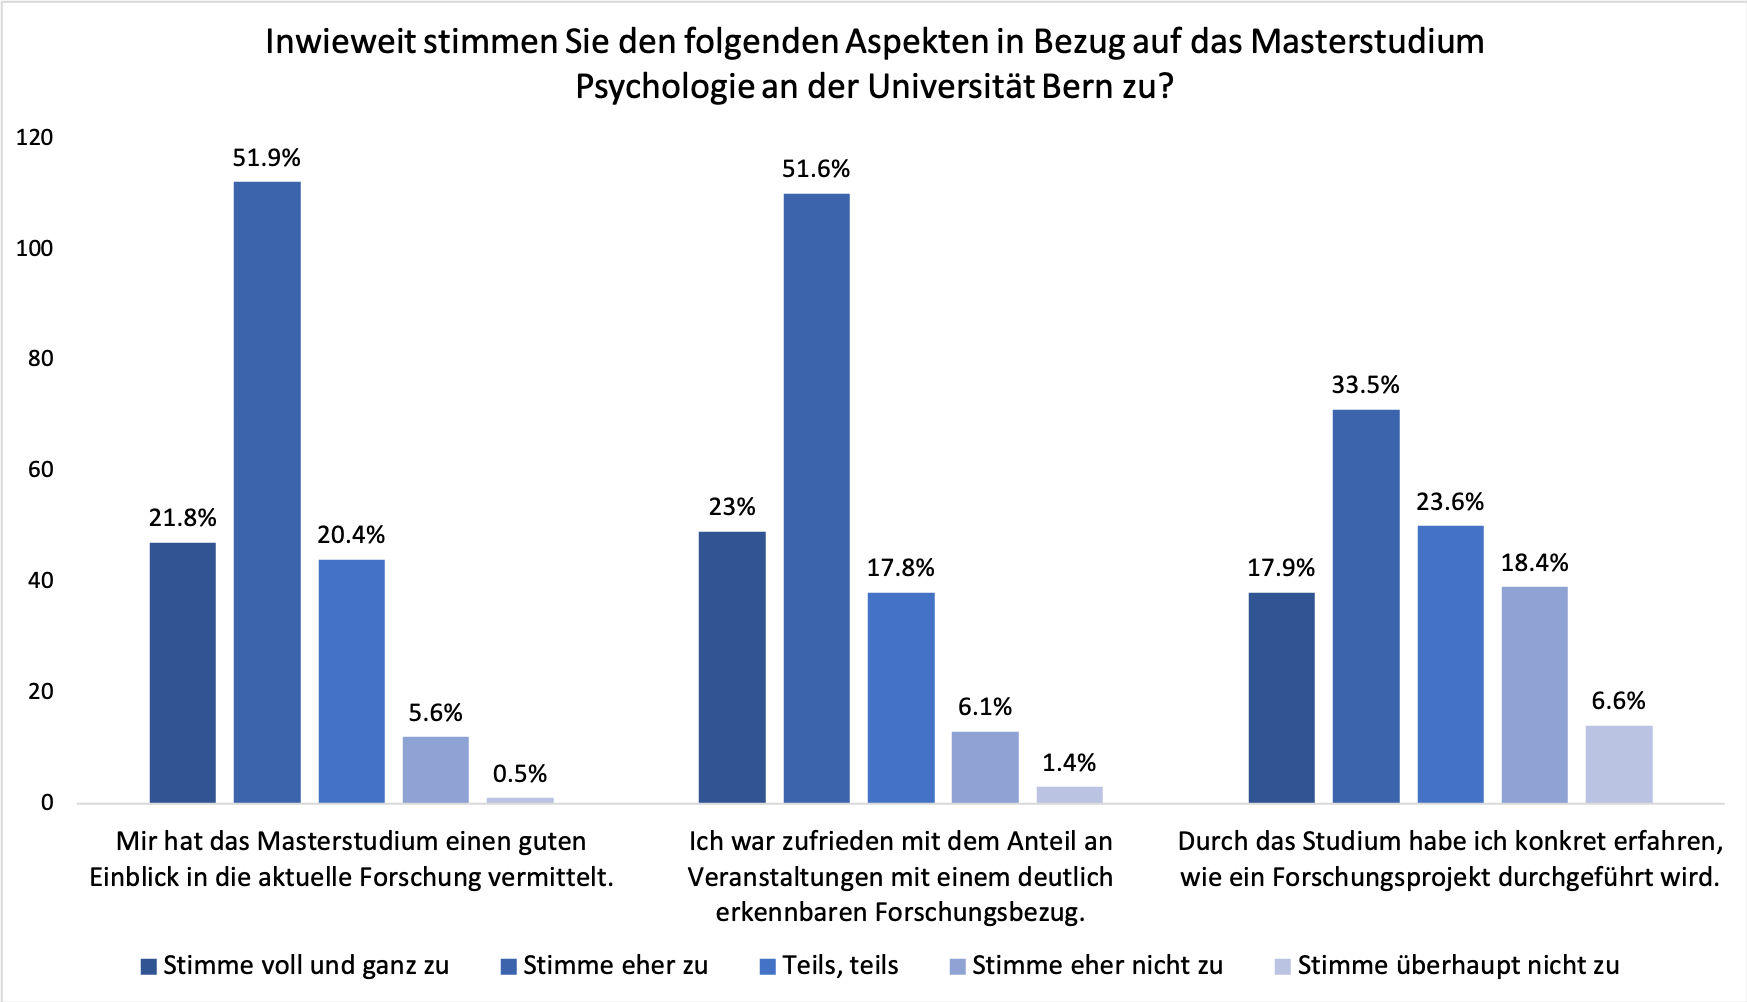 Inwieweit stimmen Sie den folgenden Aspekten in Bezug auf das Masterstudium
Psychologie an der Universität Bern zu?
120
100
80
60
40
20
0
21.8%
51.9%
20.4%
5.6%
0.5%
23%
51.6%
17.8%
6.1%
1.4%
17.9%
33.5%
23.6%
18.4%
6.6%
Mir hat das Masterstudium einen guten
Einblick in die aktuelle Forschung vermittelt.
Ich war zufrieden mit dem Anteil an
Veranstaltungen mit einem deutlich
erkennbaren Forschungsbezug.
Durch das Studium habe ich konkret erfahren,
wie ein Forschungsprojekt durchgeführt wird.
Stimme voll und ganz zu
Stimme eher zu
Teils, teils
Stimme eher nicht zu
Stimme überhaupt nicht zu